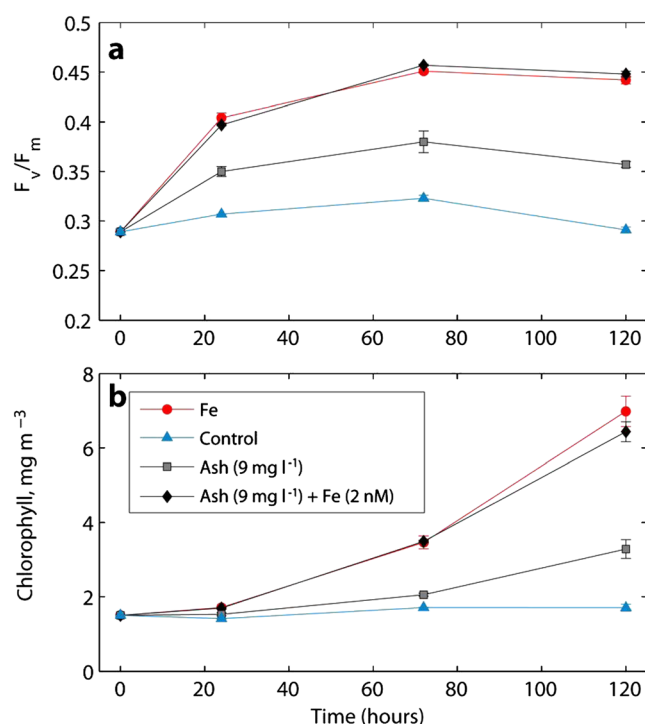 a
0.5
0.45
0.4
0.35
0.3
0.25
0.2
Fv/Fm
0 20 40 60 80 100 120
b
8
6
4
2
0
Chlorophyll, mg m⁻³
Fe
Control
Ash (9 mg l⁻¹)
Ash (9 mg l⁻¹) + Fe (2 nM)
0 20 40 60 80 100 120
Time (hours)